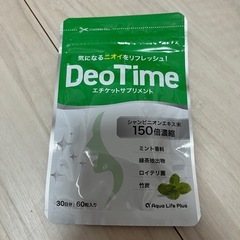 気になるニオイをリフレッシュ!
DeoTime
エチケットサプリメント
シャンピニオンエキス末
150倍濃縮
ミント香料
緑茶抽出物
ロイテリ菌
竹炭
30日分/60粒入り
Aqua Life Plus